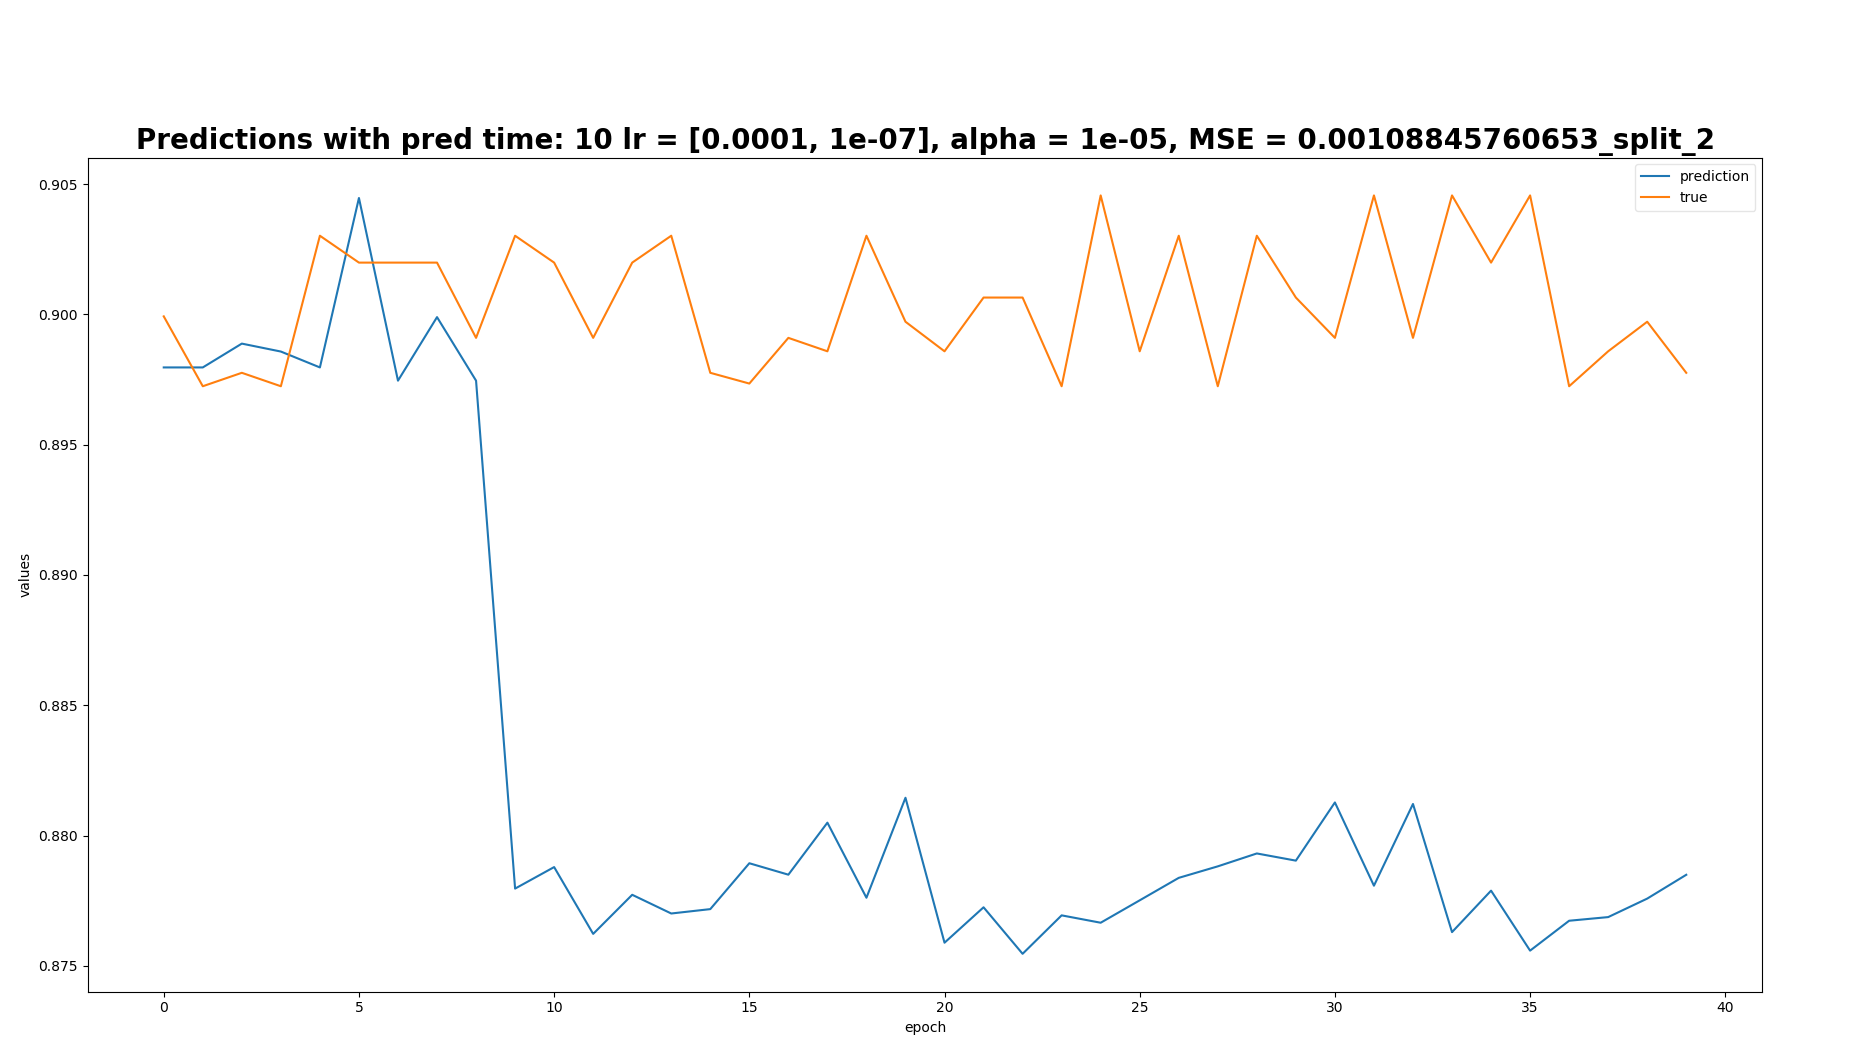 Predictions with pred time: 10 lr = [0.0001, 1e-07], alpha = 1e-05, MSE = 0.00108845760653_split_2
prediction
true
0.905
0.900
0.895
0.890
0.885
0.880
0.875
values
0 5 10 15 20 25 30 35 40
epoch